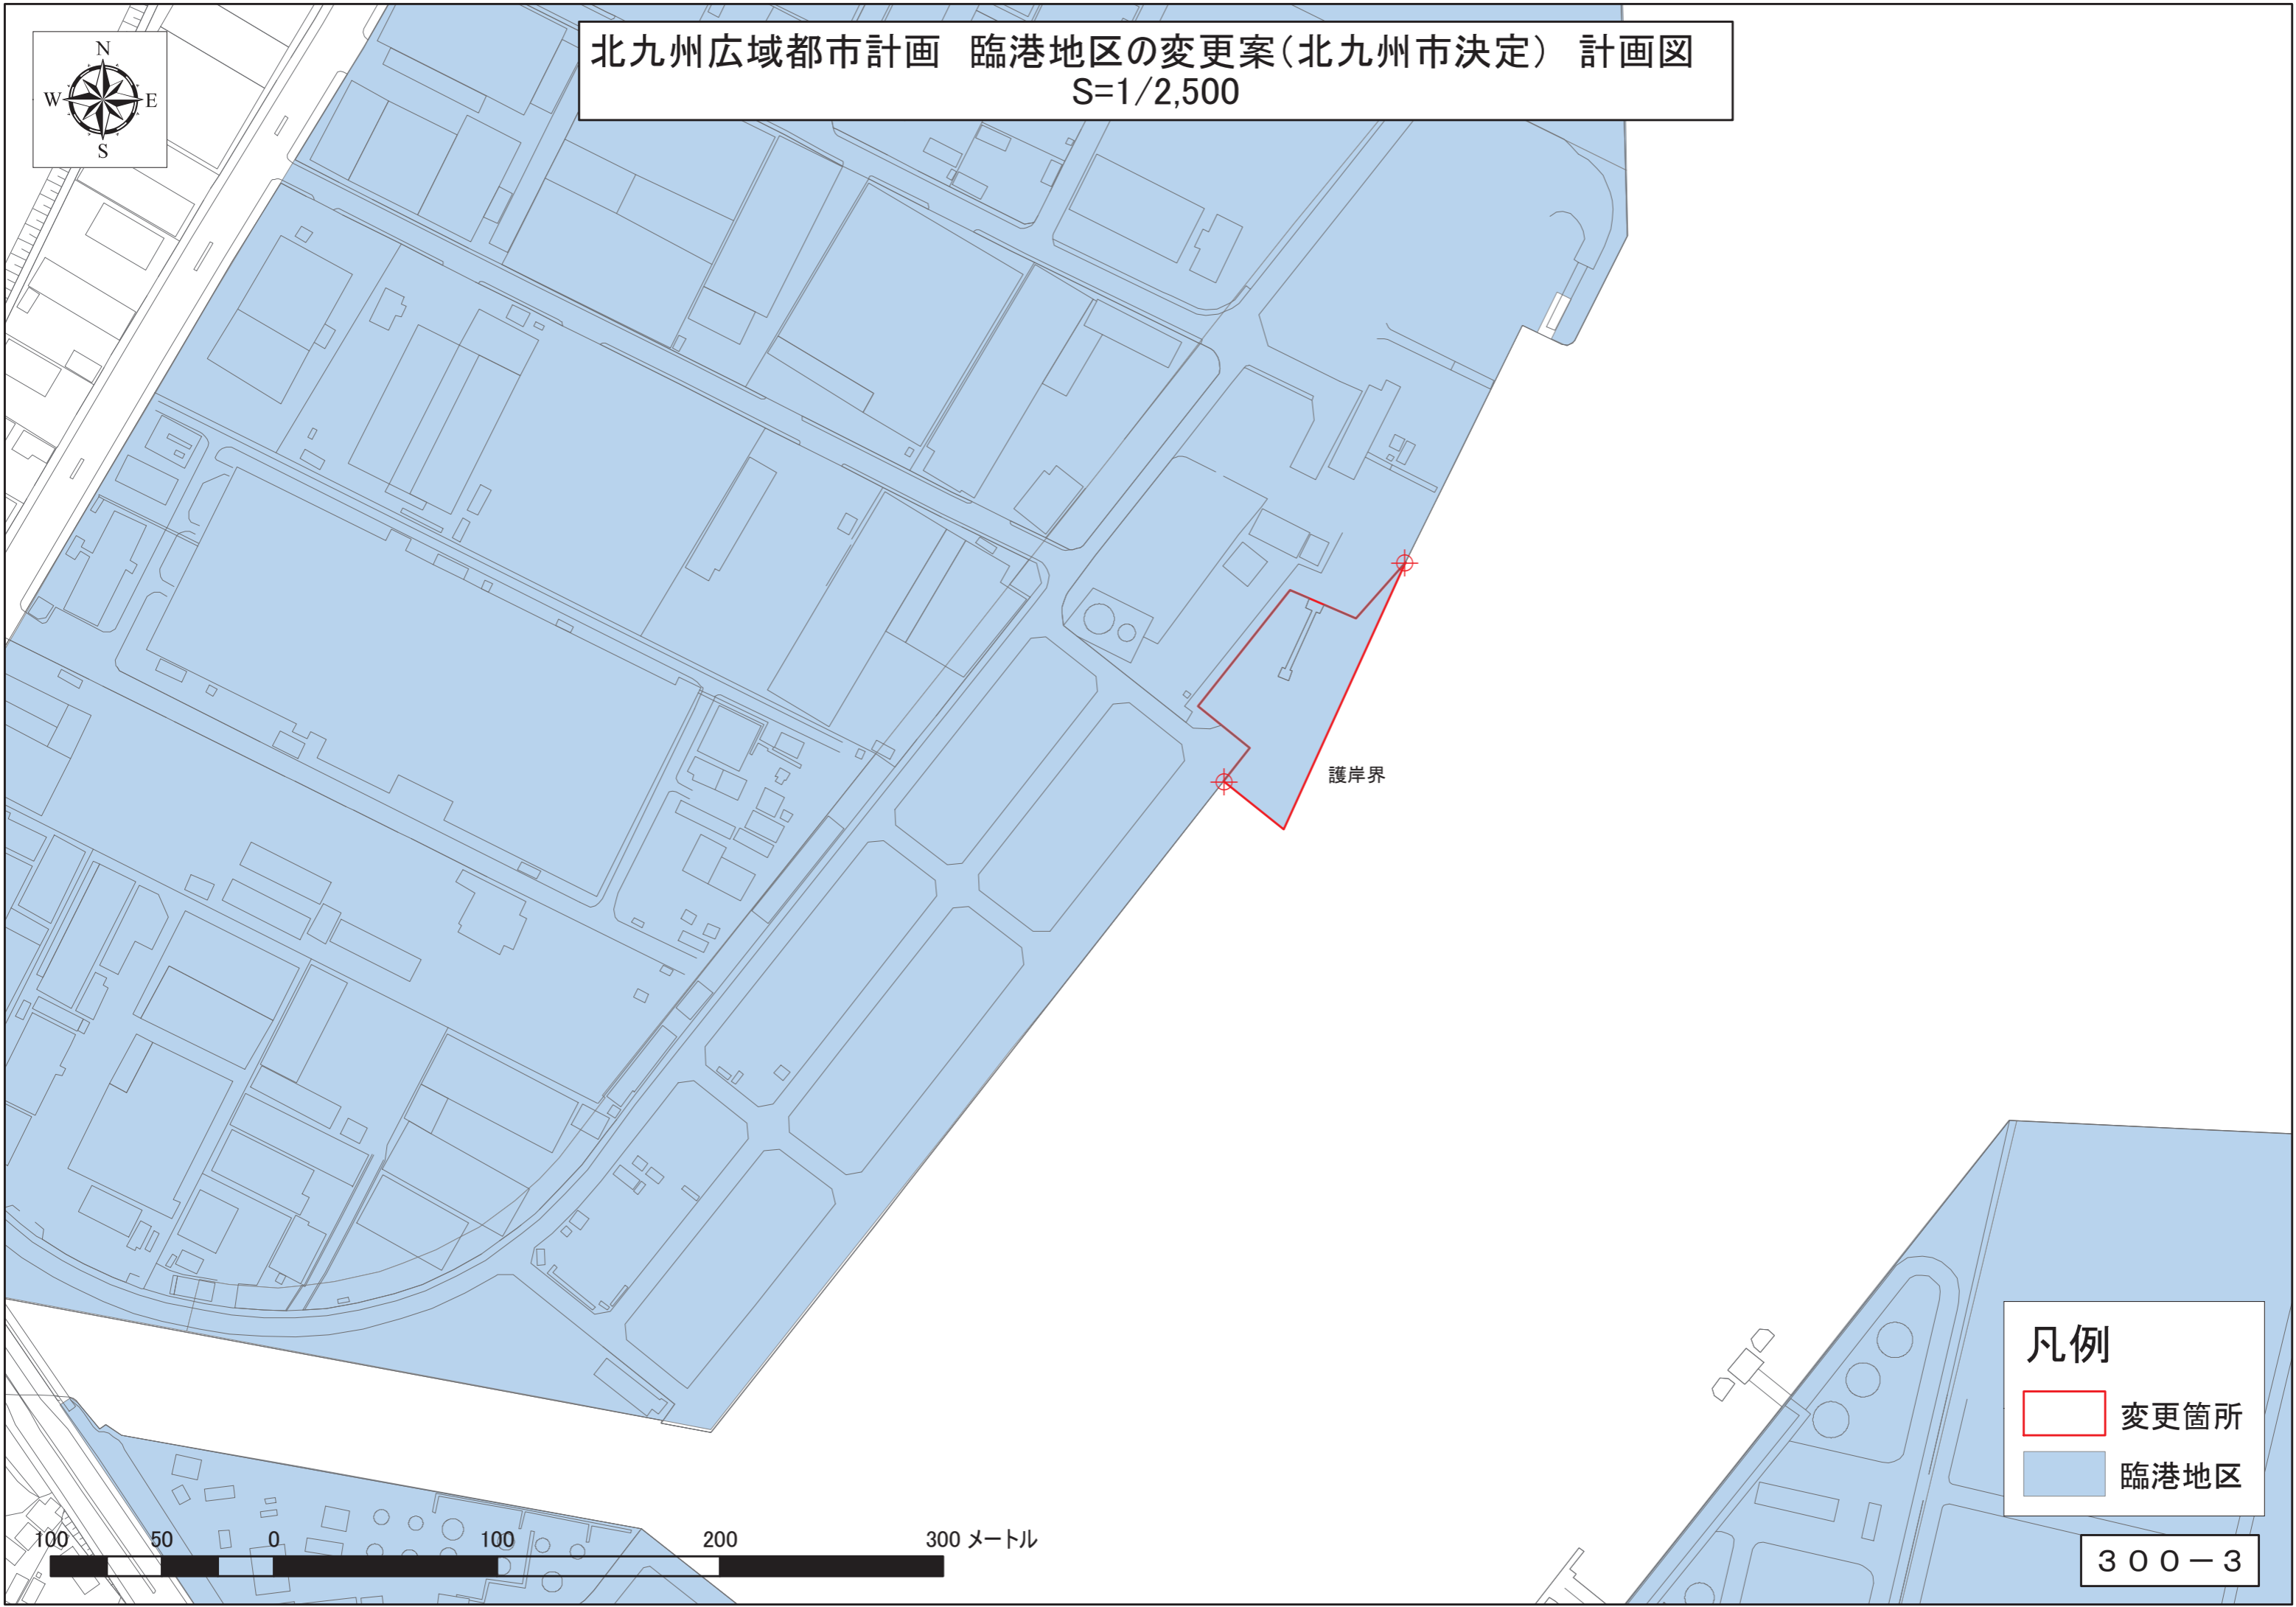 北九州広域都市計画　臨港地区の変更案（北九州市決定）　計画図
S=1/2,500
N
W E
S
護岸界
凡例
変更箇所
臨港地区
100 50 0 100 200 300 メートル
３００－３